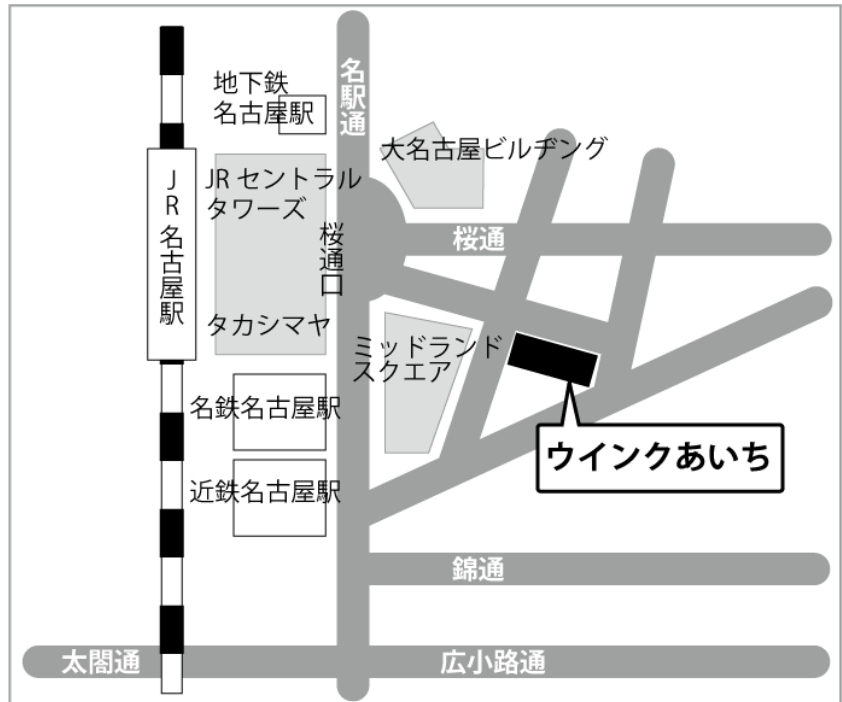 地下鉄
名古屋駅
名駅通
大名古屋ビルヂング
JR名古屋駅
JRセントラル
タワーズ
桜通口
桜通
タカシマヤ
ミッドランド
スクエア
名鉄名古屋駅
ウインクあいち
近鉄名古屋駅
錦通
太閤通
広小路通